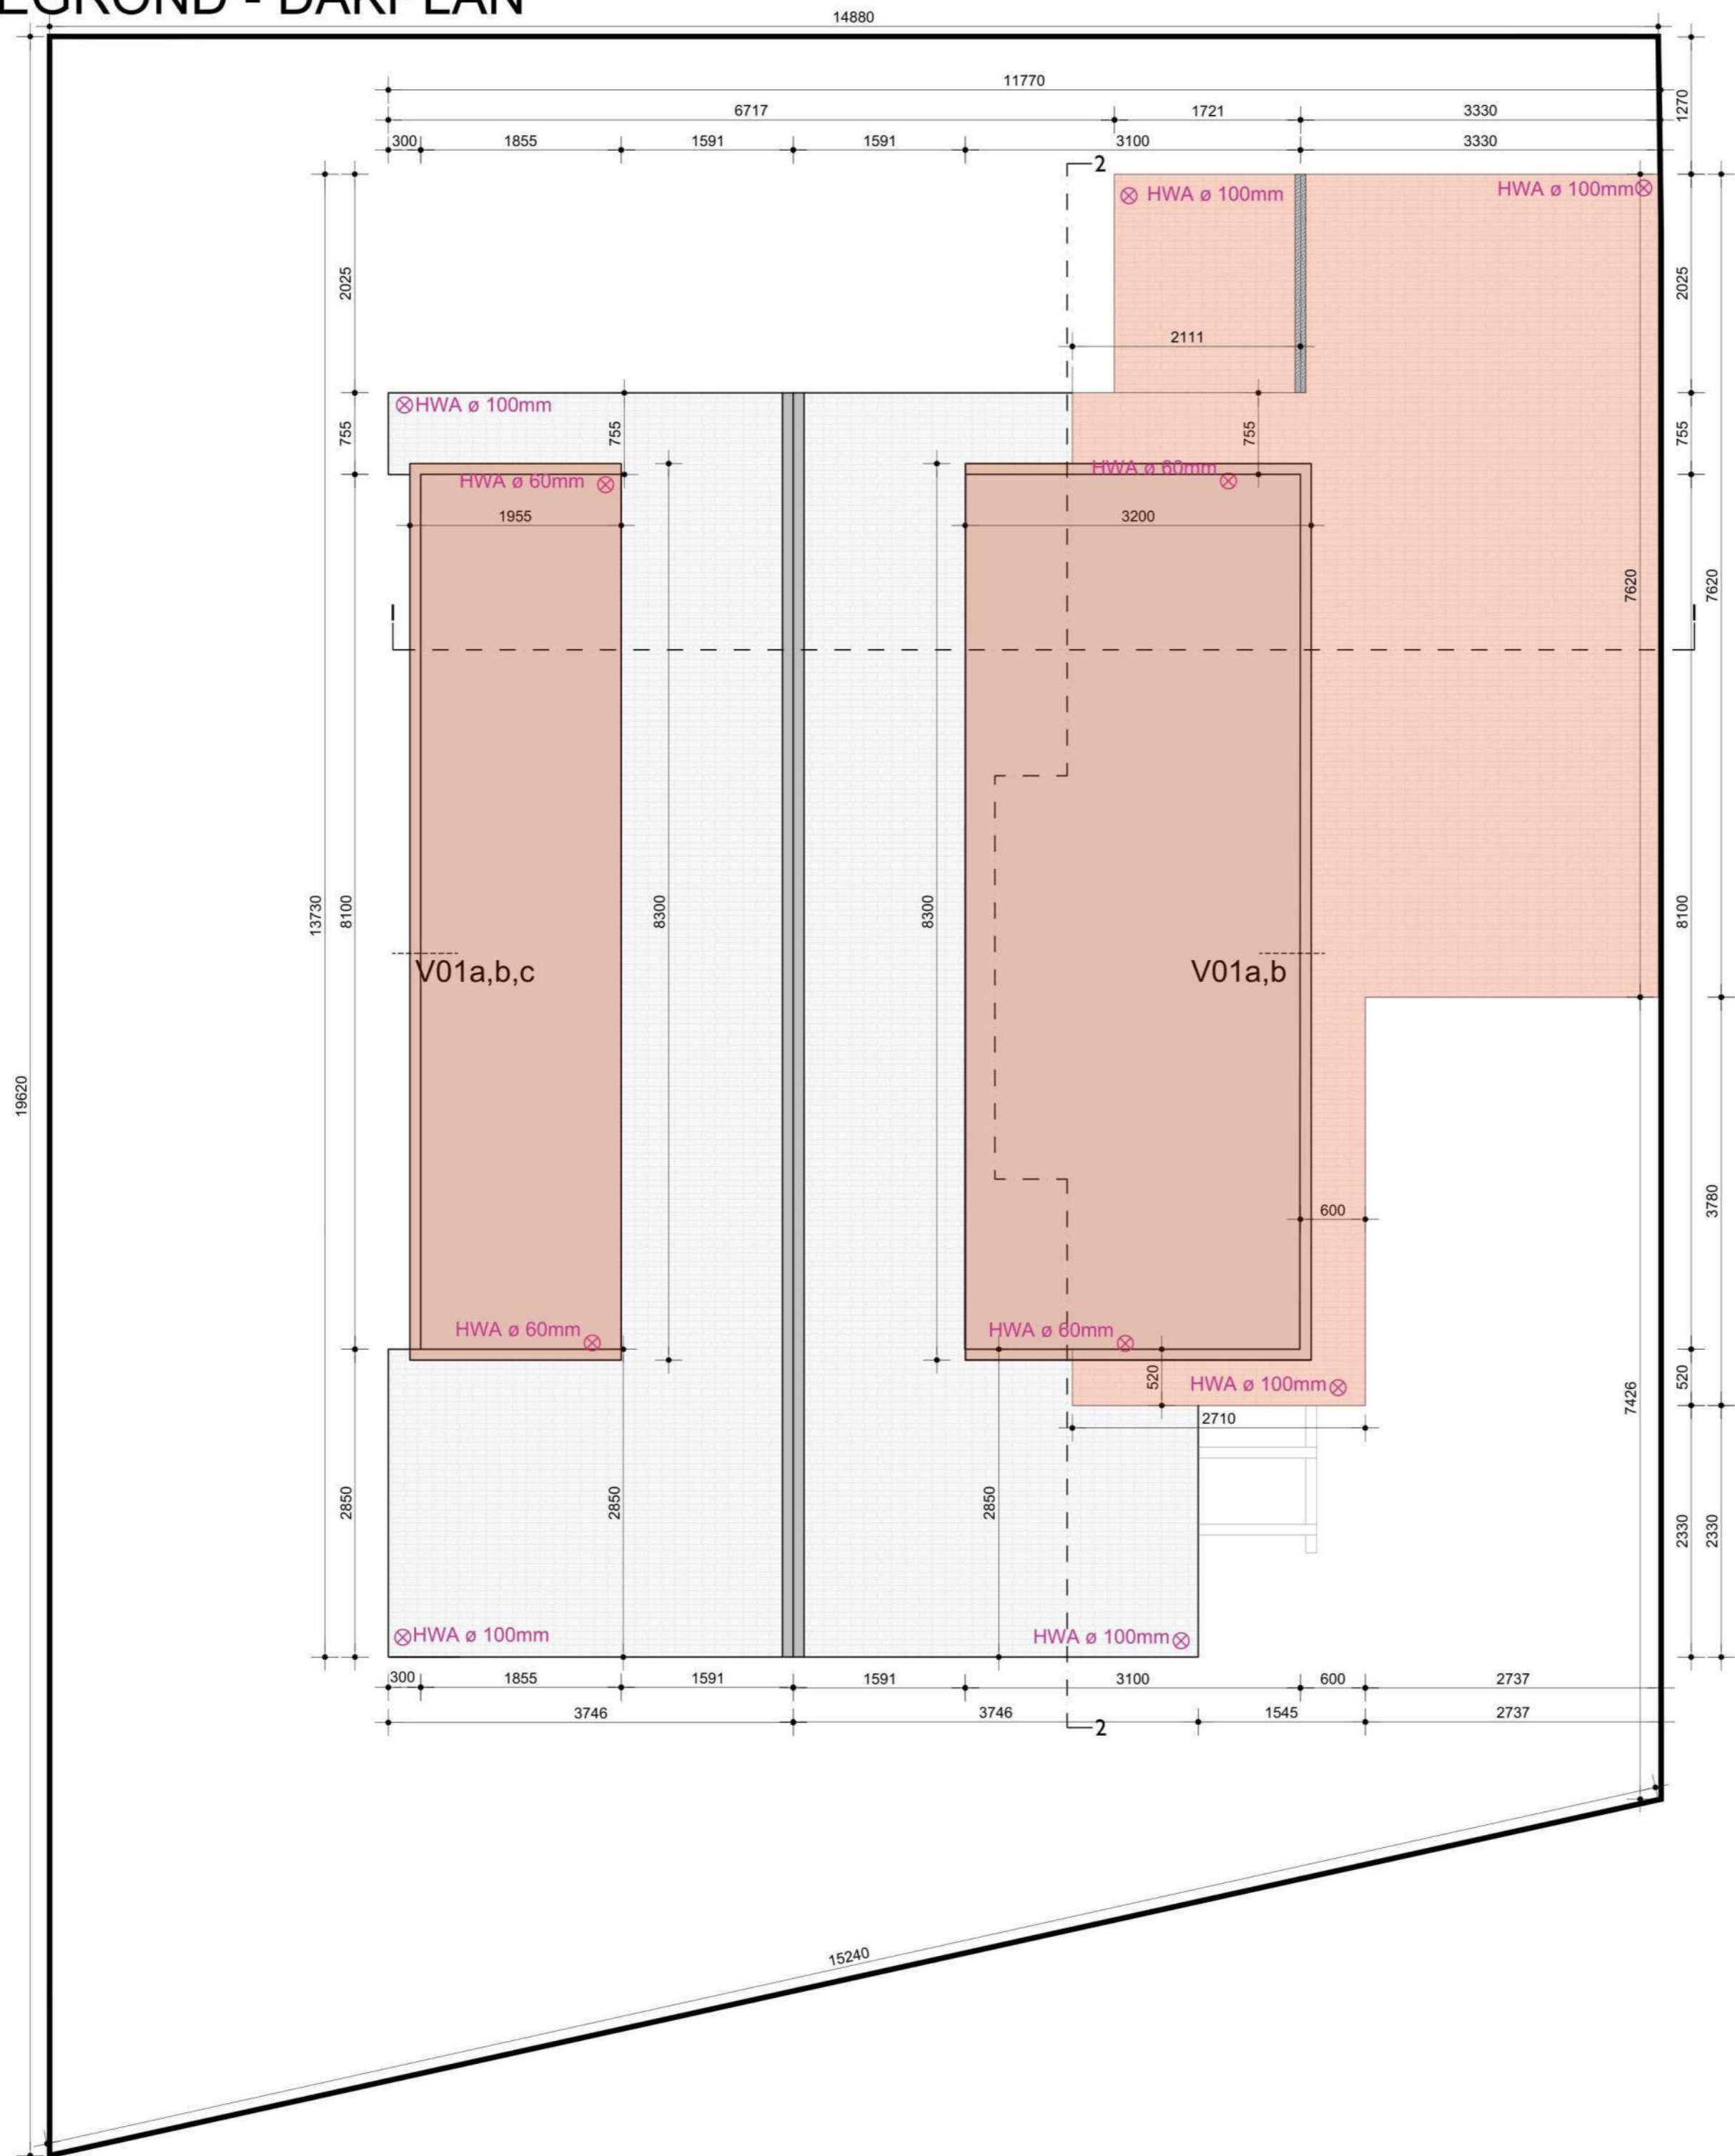 EGROND - DAKPLAN
14880
11770
6717 1721 3330
300 1855 1591 1591 3100 3330
1270
2
HWA ø 100mm
HWA ø 100mm
2025
2025
2111
HWA ø 100mm
755
755
755
755
HWA ø 60mm
HWA ø 60mm
1955
3200
7620
7620
I
I
13730
8100
8300
8300
8100
V01a,b,c
V01a,b
19620
3780
600
HWA ø 60mm
HWA ø 60mm
520
HWA ø 100mm
520
7426
2710
2850
2850
2850
2330
2330
HWA ø 100mm
HWA ø 100mm
300 1855 1591 1591 3100 600 2737
3746 3746 1545 2737
2
15240